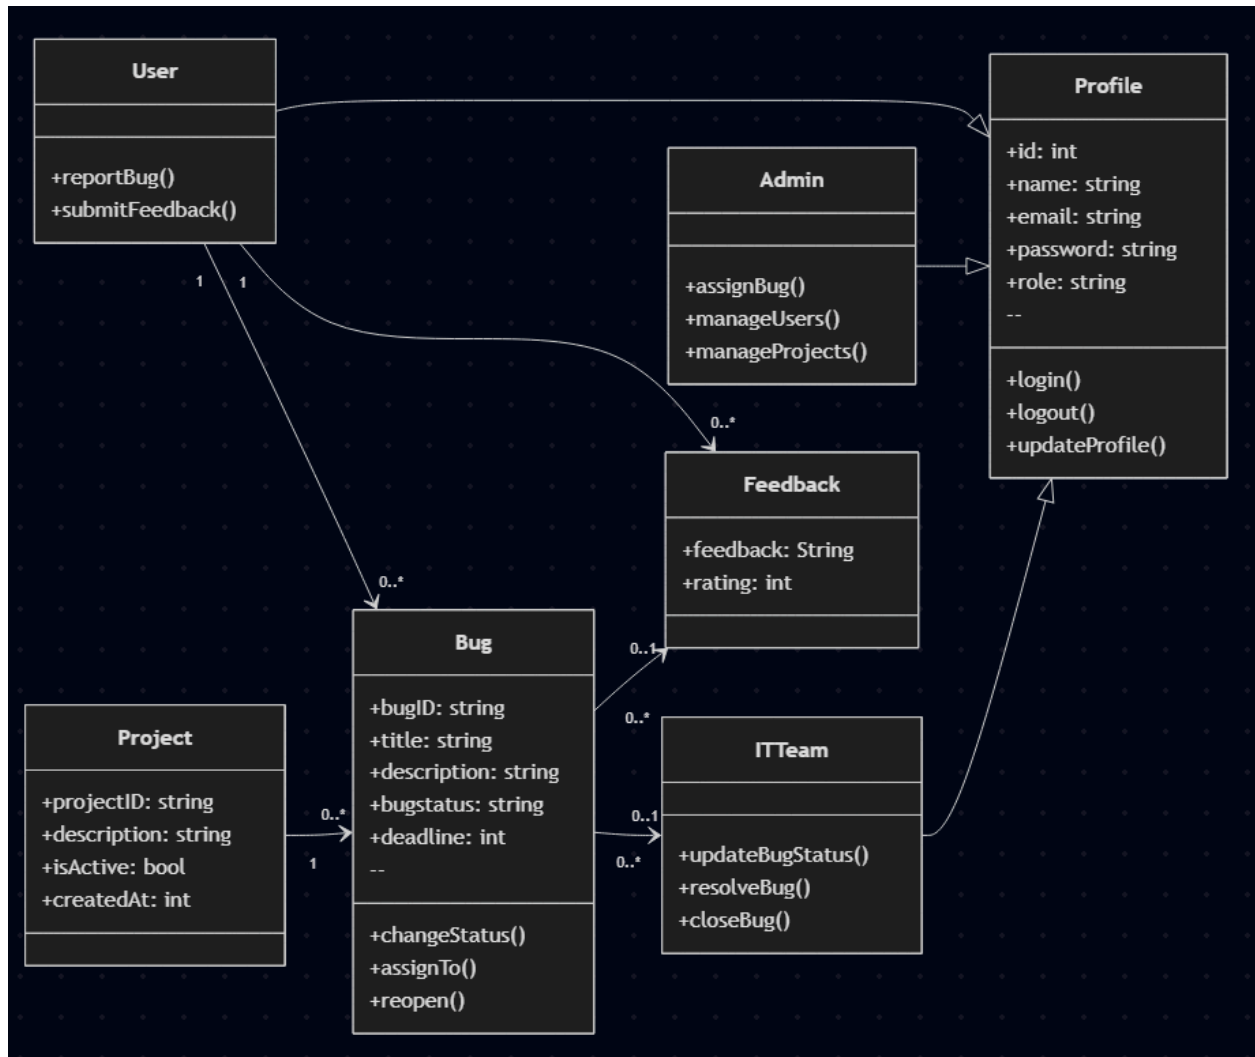 User
+reportBug()
+submitFeedback()
1
1
Profile
+id: int
+name: string
+email: string
+password: string
+role: string
--
+login()
+logout()
+updateProfile()
Admin
+assignBug()
+manageUsers()
+manageProjects()
0..*
Feedback
+feedback: String
+rating: int
0..*
Bug
+bugID: string
+title: string
+description: string
+bugstatus: string
+deadline: int
--
+changeStatus()
+assignTo()
+reopen()
0..1
0..*
Project
+projectID: string
+description: string
+isActive: bool
+createdAt: int
0..*
1
ITTeam
+updateBugStatus()
+resolveBug()
+closeBug()
0..1
0..*